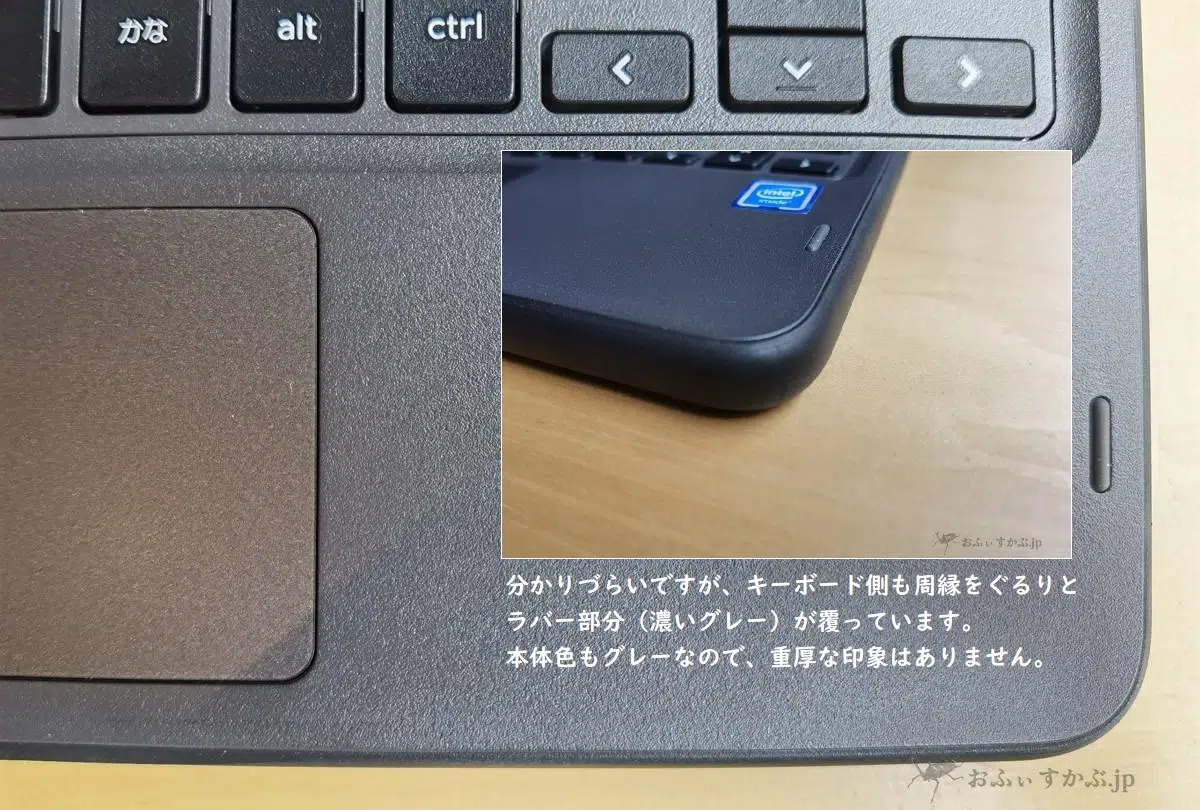 かな alt ctrl
intel
inside
おふぃすかぶ.jp
分かりづらいですが、キーボード側も周縁をぐるりと
ラバー部分（濃いグレー）が覆っています。
本体色もグレーなので、重厚な印象はありません。
おふぃすかぶ.jp